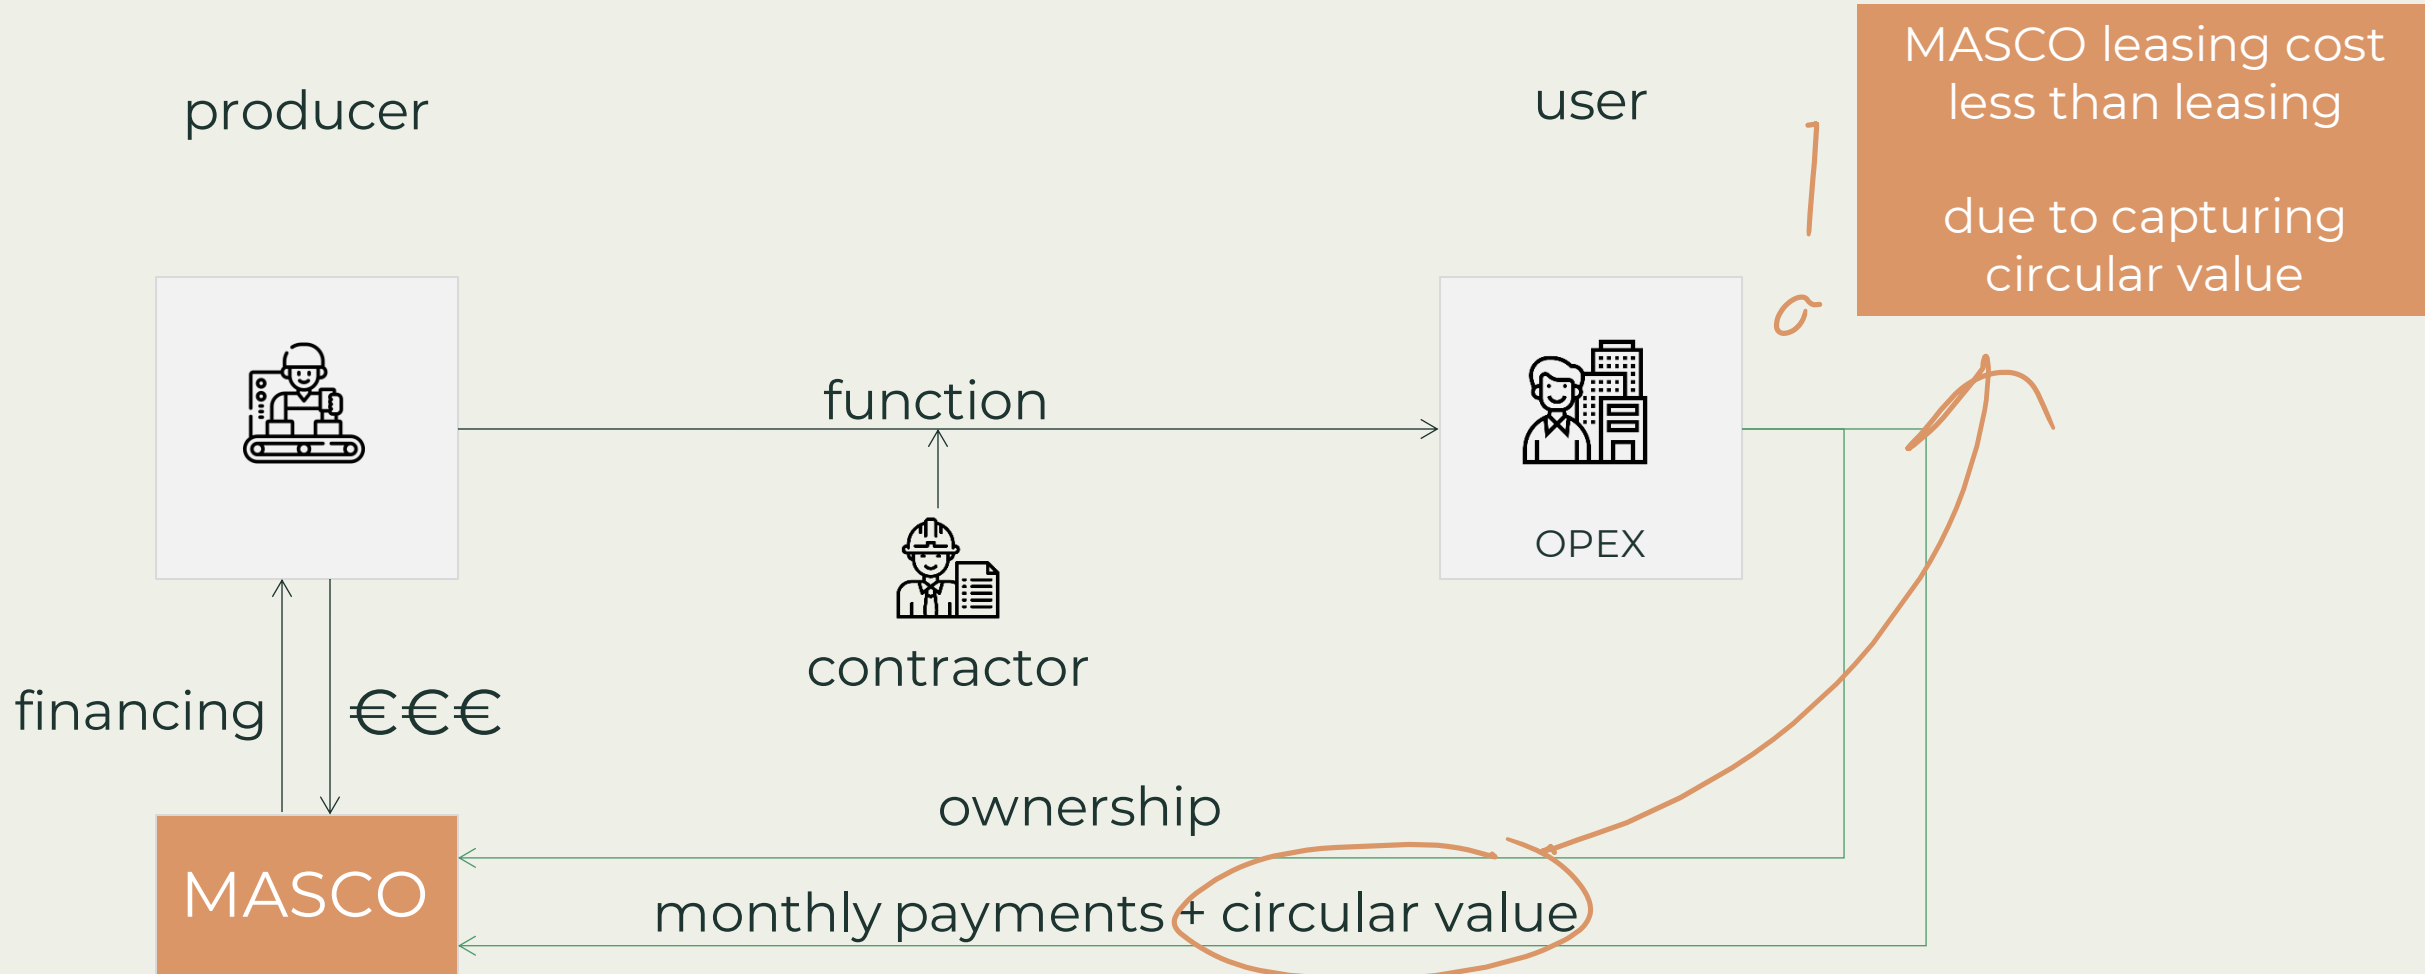 producer
user
MASCO leasing cost
less than leasing
due to capturing
circular value
function
OPEX
contractor
financing
€€€
ownership
MASCO
monthly payments + circular value